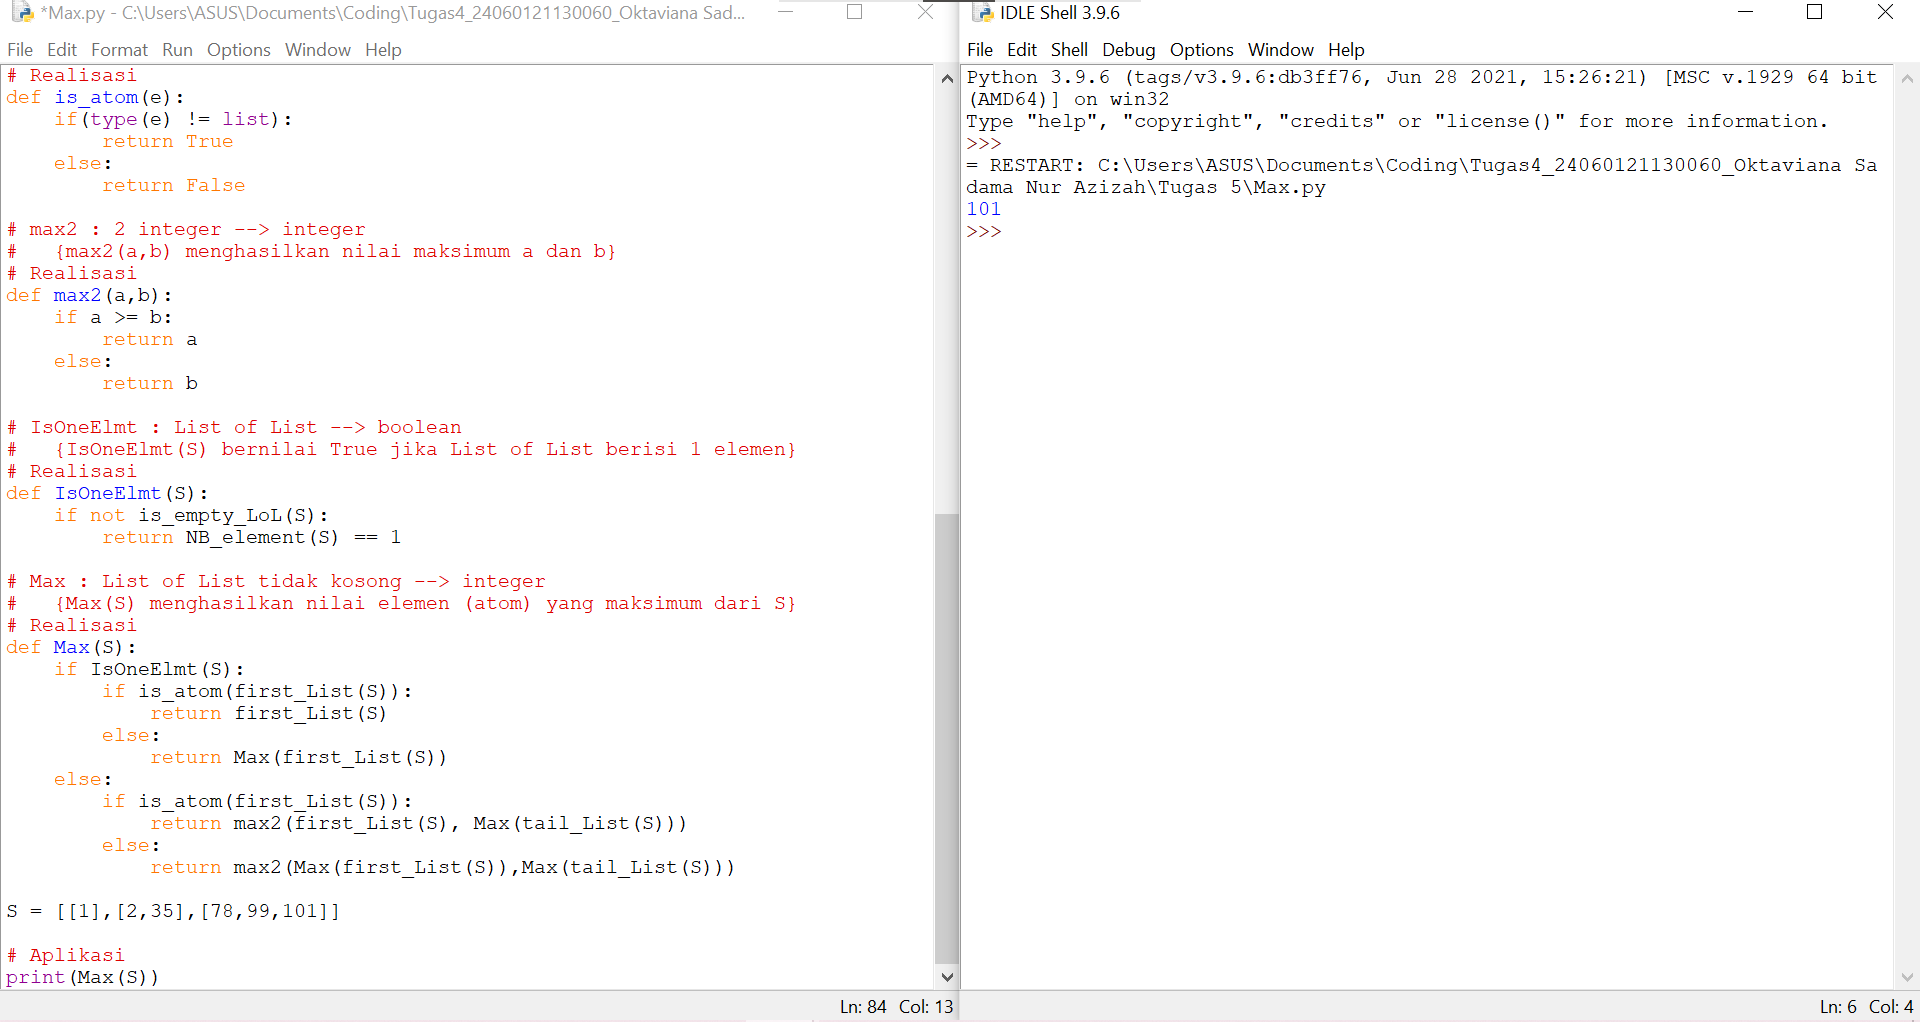 *Max.py - C:\Users\ASUS\Documents\Coding\Tugas4_24060121130060_Oktaviana Sad...
File Edit Format Run Options Window Help
# Realisasi
def is_atom(e):
    if(type(e) != list):
        return True
    else:
        return False

# max2 : 2 integer --> integer
#   {max2(a,b) menghasilkan nilai maksimum a dan b}
# Realisasi
def max2(a,b):
    if a >= b:
        return a
    else:
        return b

# IsOneElmt : List of List --> boolean
#   {IsOneElmt(S) bernilai True jika List of List berisi 1 elemen}
# Realisasi
def IsOneElmt(S):
    if not is_empty_LoL(S):
        return NB_element(S) == 1

# Max : List of List tidak kosong --> integer
#   {Max(S) menghasilkan nilai elemen (atom) yang maksimum dari S}
# Realisasi
def Max(S):
    if IsOneElmt(S):
        if is_atom(first_List(S)):
            return first_List(S)
        else:
            return Max(first_List(S))
    else:
        if is_atom(first_List(S)):
            return max2(first_List(S), Max(tail_List(S)))
        else:
            return max2(Max(first_List(S)),Max(tail_List(S)))

S = [[1],[2,35],[78,99,101]]

# Aplikasi
print(Max(S))
Ln: 84 Col: 13
IDLE Shell 3.9.6
File Edit Shell Debug Options Window Help
Python 3.9.6 (tags/v3.9.6:db3ff76, Jun 28 2021, 15:26:21) [MSC v.1929 64 bit
(AMD64)] on win32
Type "help", "copyright", "credits" or "license()" for more information.
>>>
= RESTART: C:\Users\ASUS\Documents\Coding\Tugas4_24060121130060_Oktaviana Sa
dama Nur Azizah\Tugas 5\Max.py
101
>>>
Ln: 6 Col: 4